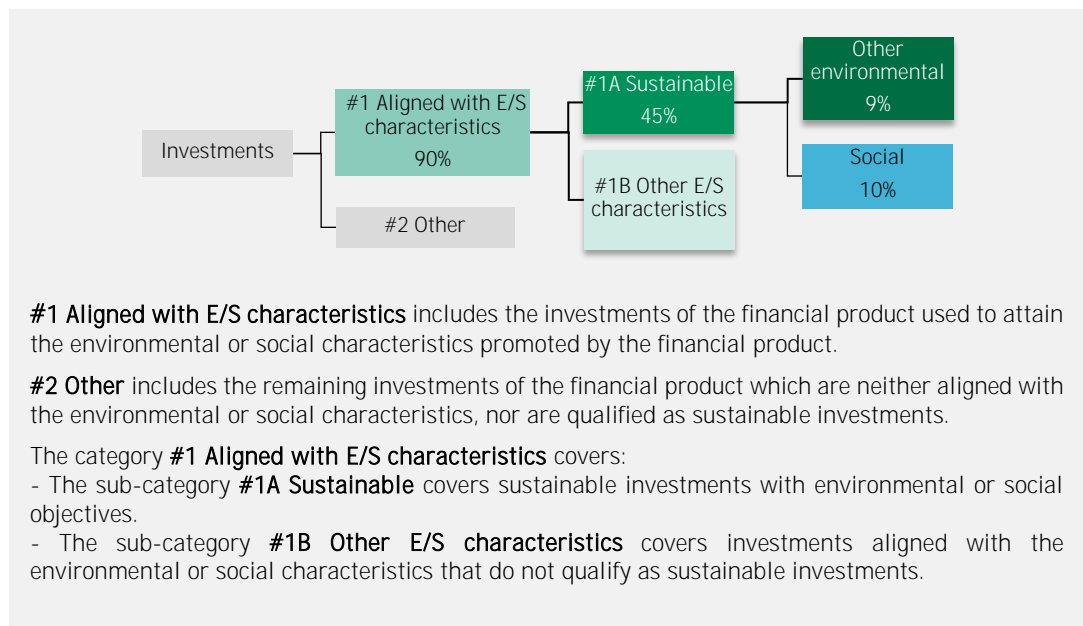 Investments
#1 Aligned with E/S
characteristics
90%
#2 Other
#1A Sustainable
45%
#1B Other E/S
characteristics
Other
environmental
9%
Social
10%
#1 Aligned with E/S characteristics includes the investments of the financial product used to attain
the environmental or social characteristics promoted by the financial product.
#2 Other includes the remaining investments of the financial product which are neither aligned with
the environmental or social characteristics, nor are qualified as sustainable investments.
The category #1 Aligned with E/S characteristics covers:
- The sub-category #1A Sustainable covers sustainable investments with environmental or social
objectives.
- The sub-category #1B Other E/S characteristics covers investments aligned with the
environmental or social characteristics that do not qualify as sustainable investments.